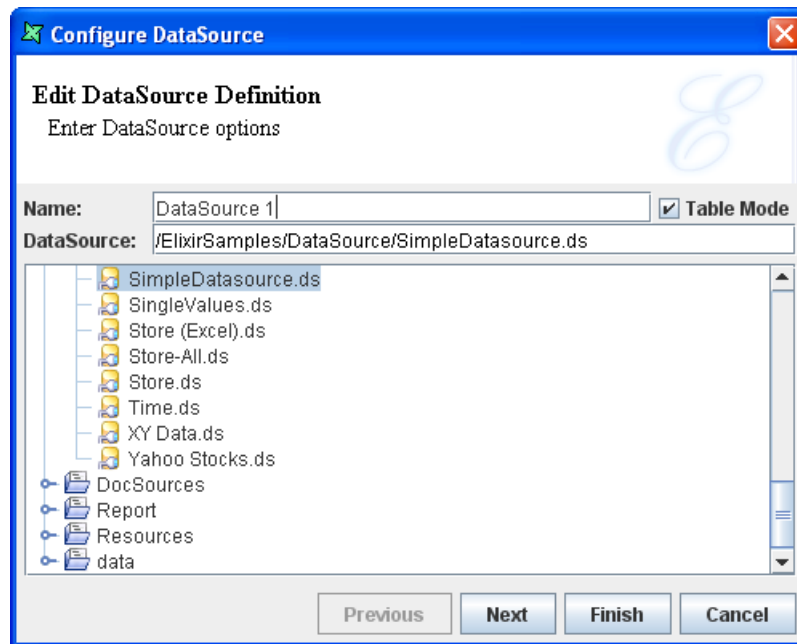 Configure DataSource
Edit DataSource Definition
Enter DataSource options
Name: DataSource 1 Table Mode
DataSource: /ElixirSamples/DataSource/SimpleDatasource.ds
SimpleDatasource.ds
SingleValues.ds
Store (Excel).ds
Store-All.ds
Store.ds
Time.ds
XY Data.ds
Yahoo Stocks.ds
DocSources
Report
Resources
data
Previous Next Finish Cancel